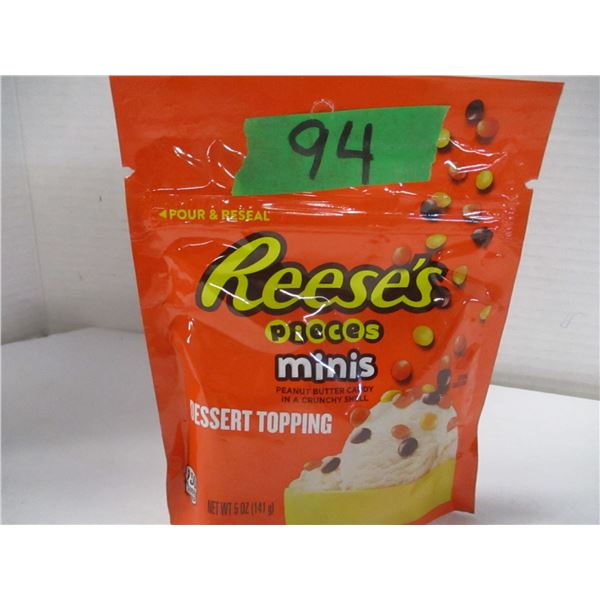 94
POUR & RESEAL
Reese's
pieces
minis
PEANUT BUTTER CANDY
IN A CRUNCHY SHELL
DESSERT TOPPING
NET WT 5 OZ (141 g)